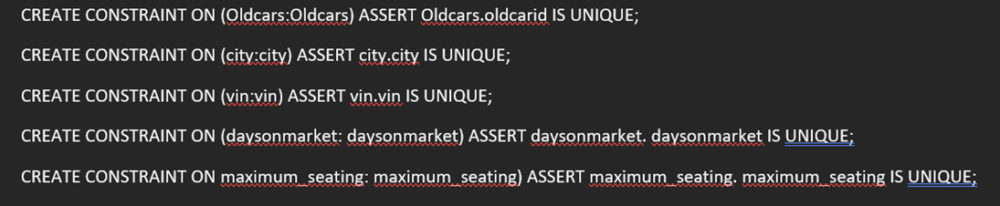 CREATE CONSTRAINT ON (Oldcars:Oldcars) ASSERT Oldcars.oldcarid IS UNIQUE;
CREATE CONSTRAINT ON (city:city) ASSERT city.city IS UNIQUE;
CREATE CONSTRAINT ON (vin:vin) ASSERT vin.vin IS UNIQUE;
CREATE CONSTRAINT ON (daysonmarket: daysonmarket) ASSERT daysonmarket. daysonmarket IS UNIQUE;
CREATE CONSTRAINT ON maximum_seating: maximum_seating) ASSERT maximum_seating. maximum_seating IS UNIQUE;